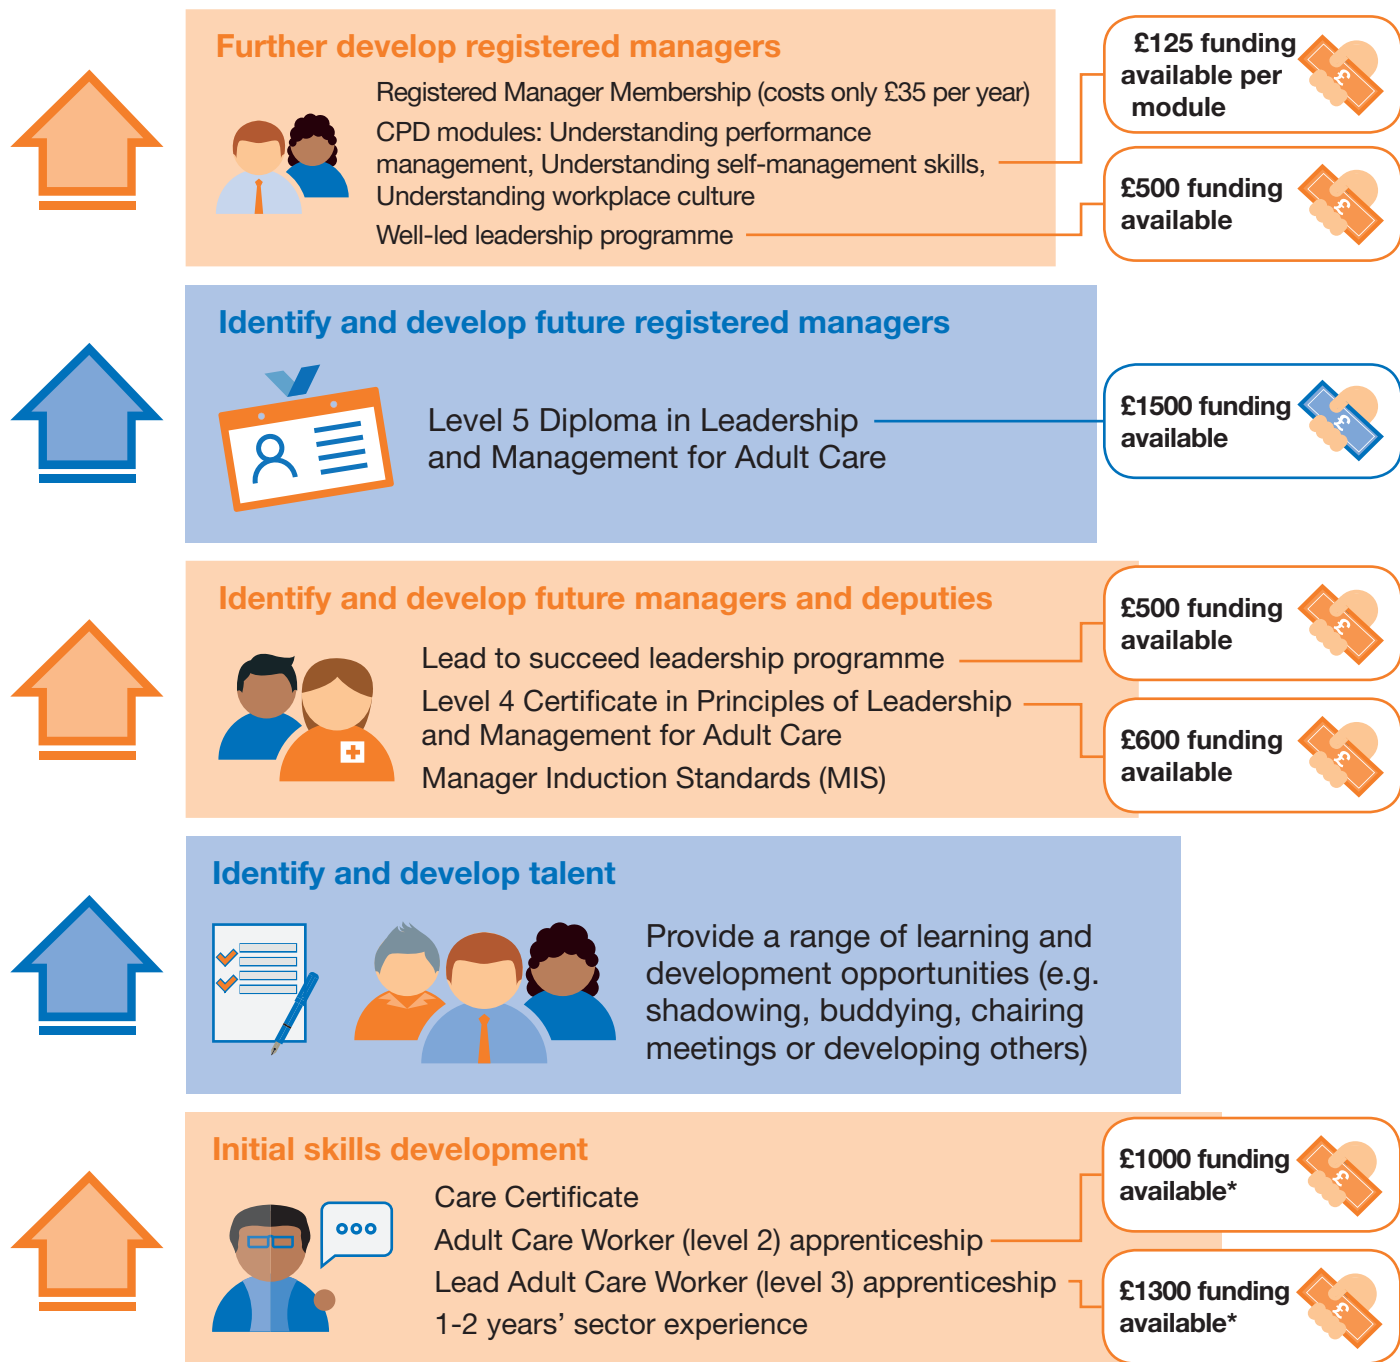 Further develop registered managers
Registered Manager Membership (costs only £35 per year)
CPD modules: Understanding performance
management, Understanding self-management skills,
Understanding workplace culture
Well-led leadership programme
£125 funding
available per
module
£500 funding
available
Identify and develop future registered managers
Level 5 Diploma in Leadership
and Management for Adult Care
£1500 funding
available
Identify and develop future managers and deputies
Lead to succeed leadership programme
Level 4 Certificate in Principles of Leadership
and Management for Adult Care
Manager Induction Standards (MIS)
£500 funding
available
£600 funding
available
Identify and develop talent
Provide a range of learning and
development opportunities (e.g.
shadowing, buddying, chairing
meetings or developing others)
Initial skills development
Care Certificate
Adult Care Worker (level 2) apprenticeship
Lead Adult Care Worker (level 3) apprenticeship
1-2 years’ sector experience
£1000 funding
available*
£1300 funding
available*